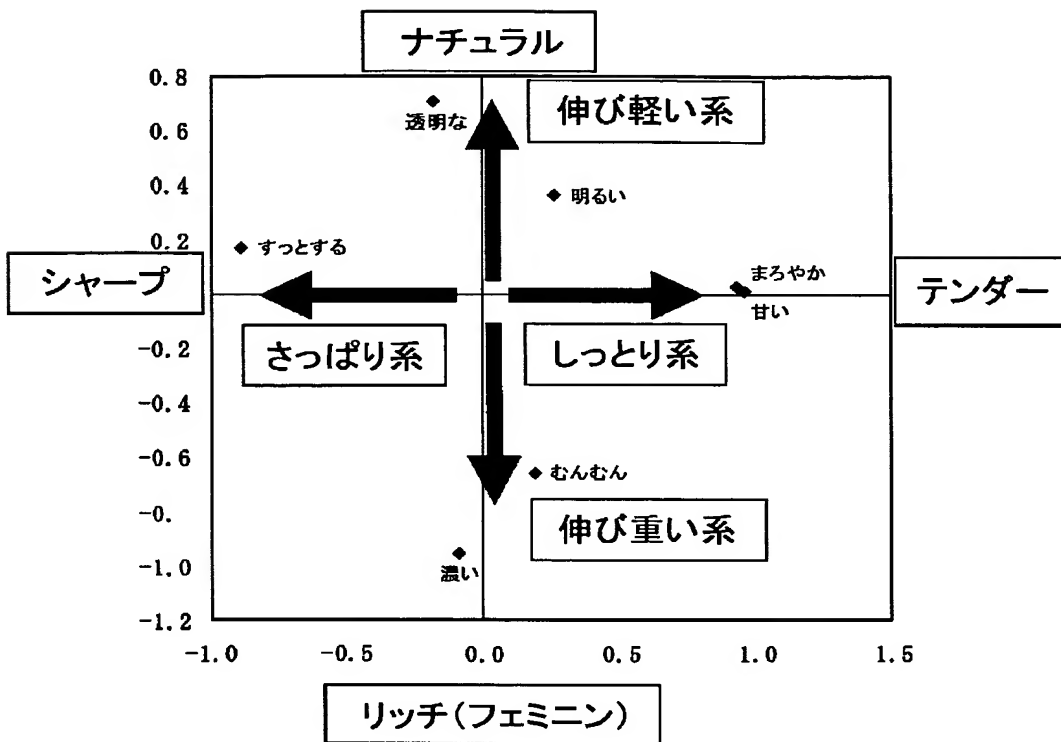 ナチュラル
0.8
伸び軽い系
透明な
0.6
0.4
明るい
0.2
すっとする
シャープ
まろやか
テンダー
甘い
-0.2
さっぱり系
しっとり系
-0.4
-0.6
むんむん
-0.
伸び重い系
濃い
-1.0
-1.2
-1.0
-0.5
0.0
0.5
1.0
1.5
リッチ(フェミニン)